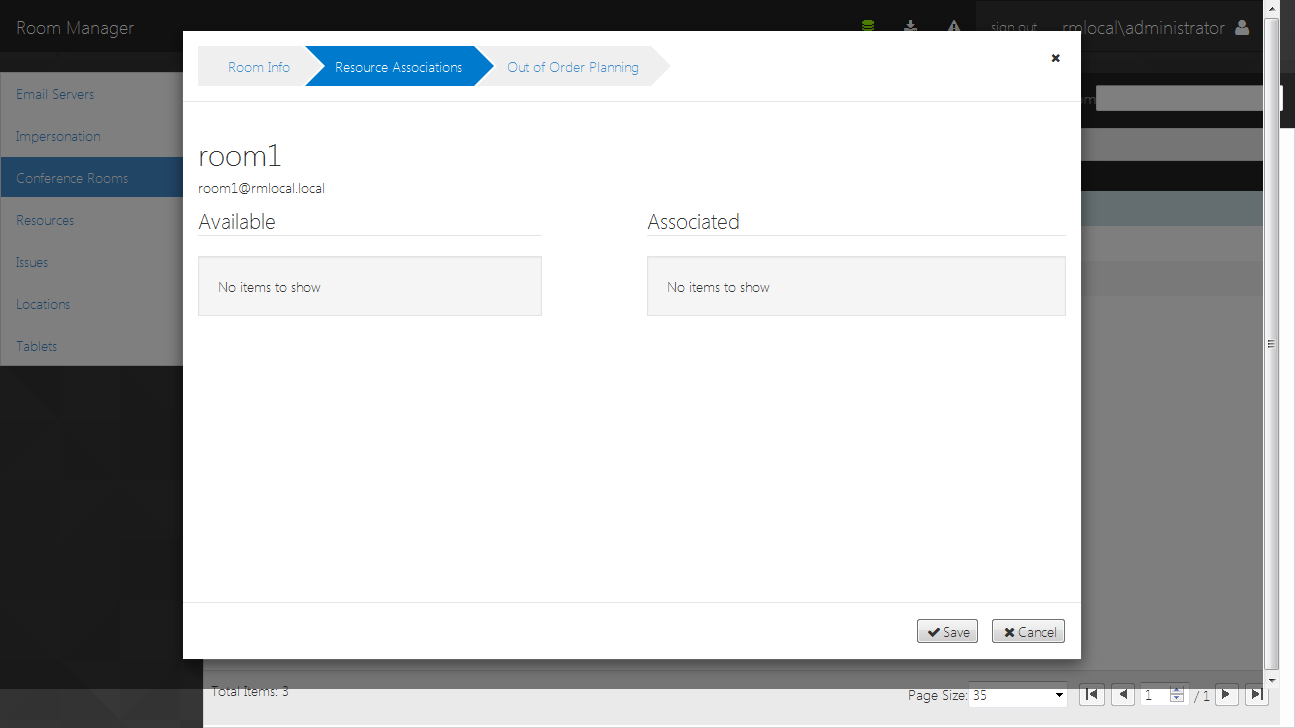 Room Manager
sign out rmlocal\administrator
Room Info Resource Associations Out of Order Planning
Email Servers
Impersonation
Conference Rooms
Resources
Issues
Locations
Tablets
room1
room1@rmlocal.local
Available Associated
No items to show No items to show
Save Cancel
Total Items: 3
Page Size: 35 1 / 1